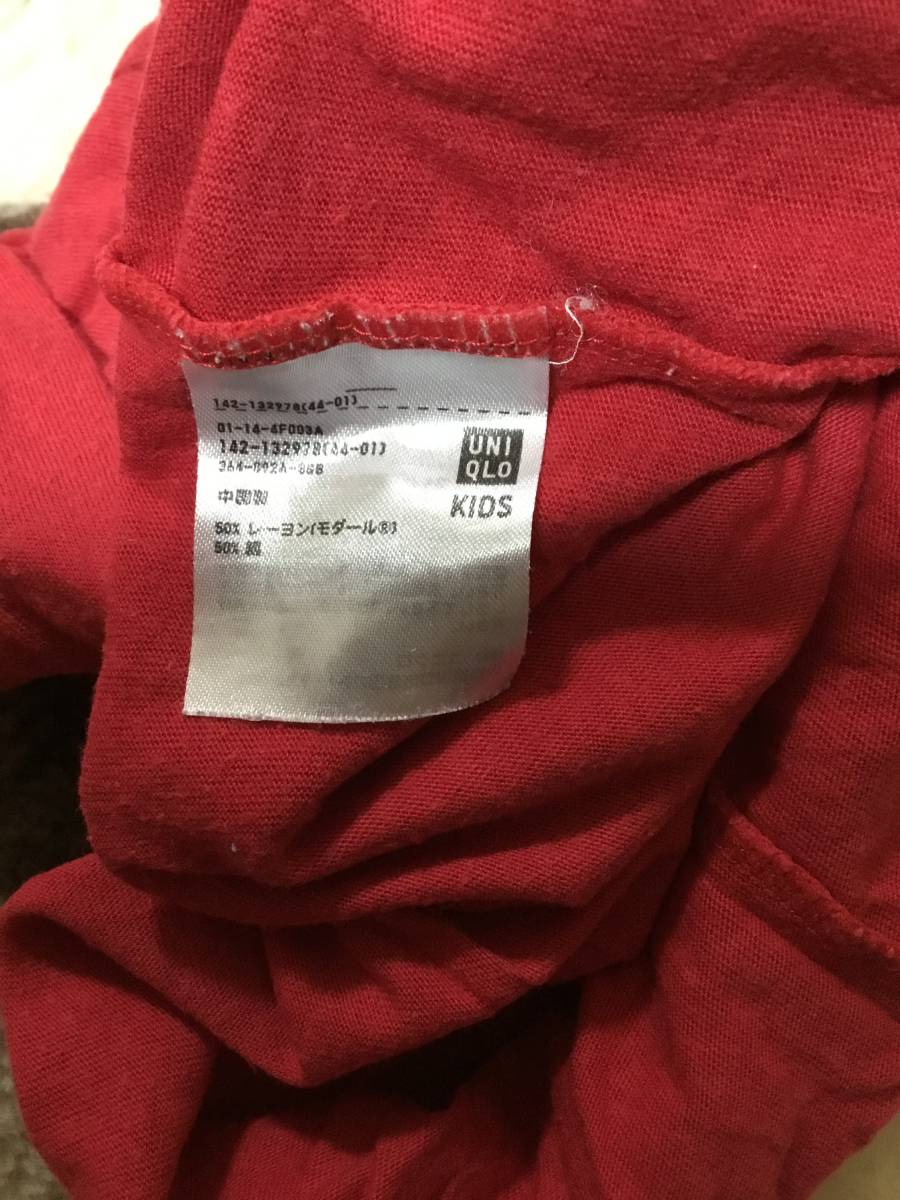 142-132978(44-01)
01-14-4F003A
142-132978(44-01)
UNI
QLO
KIDS
中国製
50% レーヨン(モダール®)
50% 綿